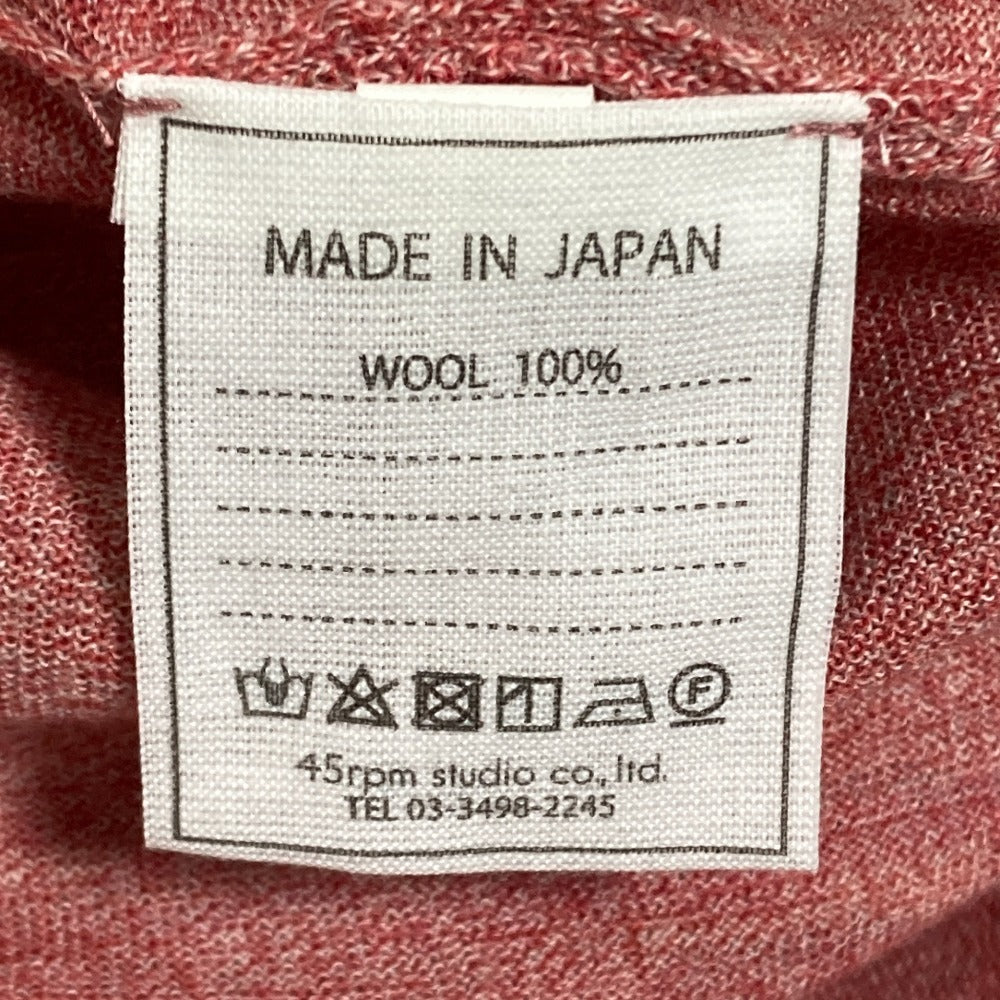 MADE IN JAPAN
WOOL 100%
F
45rpm studio co., ltd.
TEL 03-3498-2245